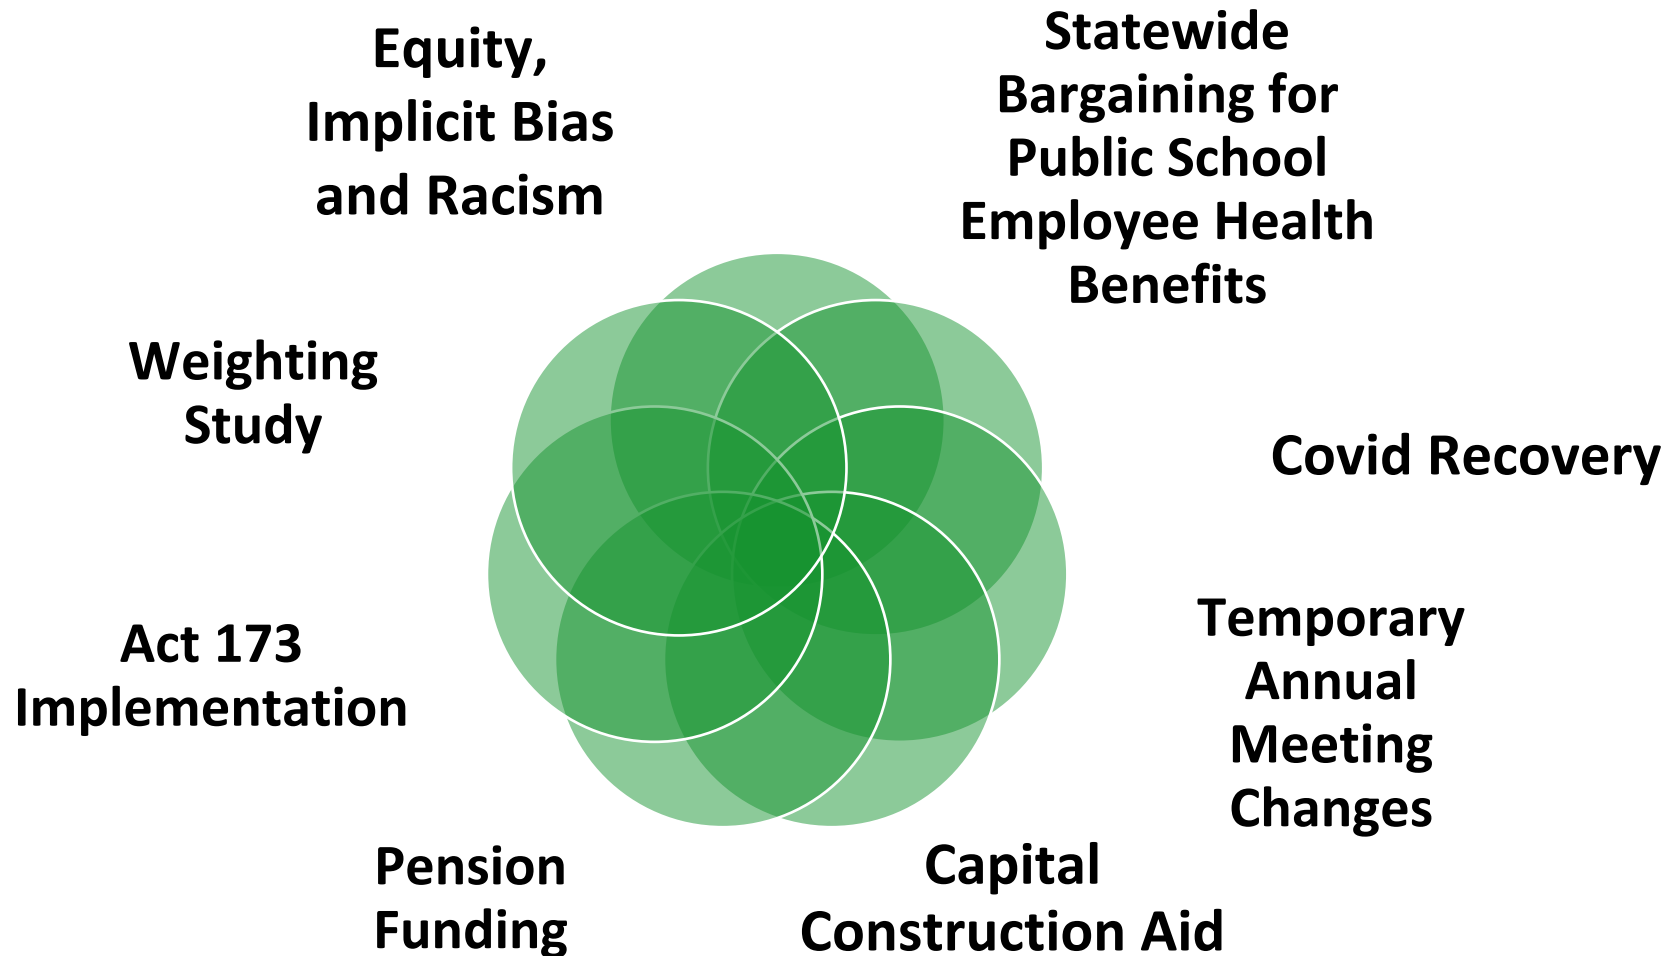 Equity,
Implicit Bias
and Racism
Statewide
Bargaining for
Public School
Employee Health
Benefits
Weighting
Study
Covid Recovery
Act 173
Implementation
Temporary
Annual
Meeting
Changes
Pension
Funding
Capital
Construction Aid